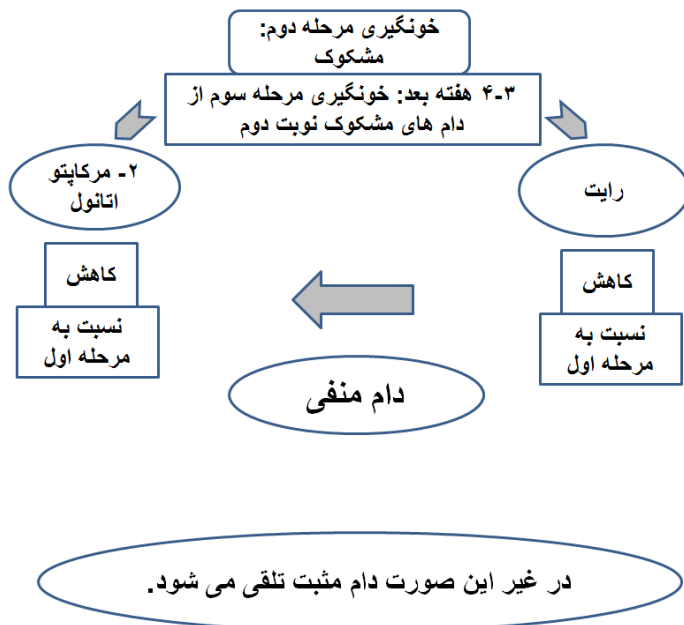 خونگیری مرحله دوم:
مشکوک
۳-۴ هفته بعد: خونگیری مرحله سوم از
دام های مشکوک نوبت دوم
رایت
۲- مرکاپتو
اتانول
کاهش
نسبت به
مرحله اول
کاهش
نسبت به
مرحله اول
دام منفی
در غیر این صورت دام مثبت تلقی می شود.